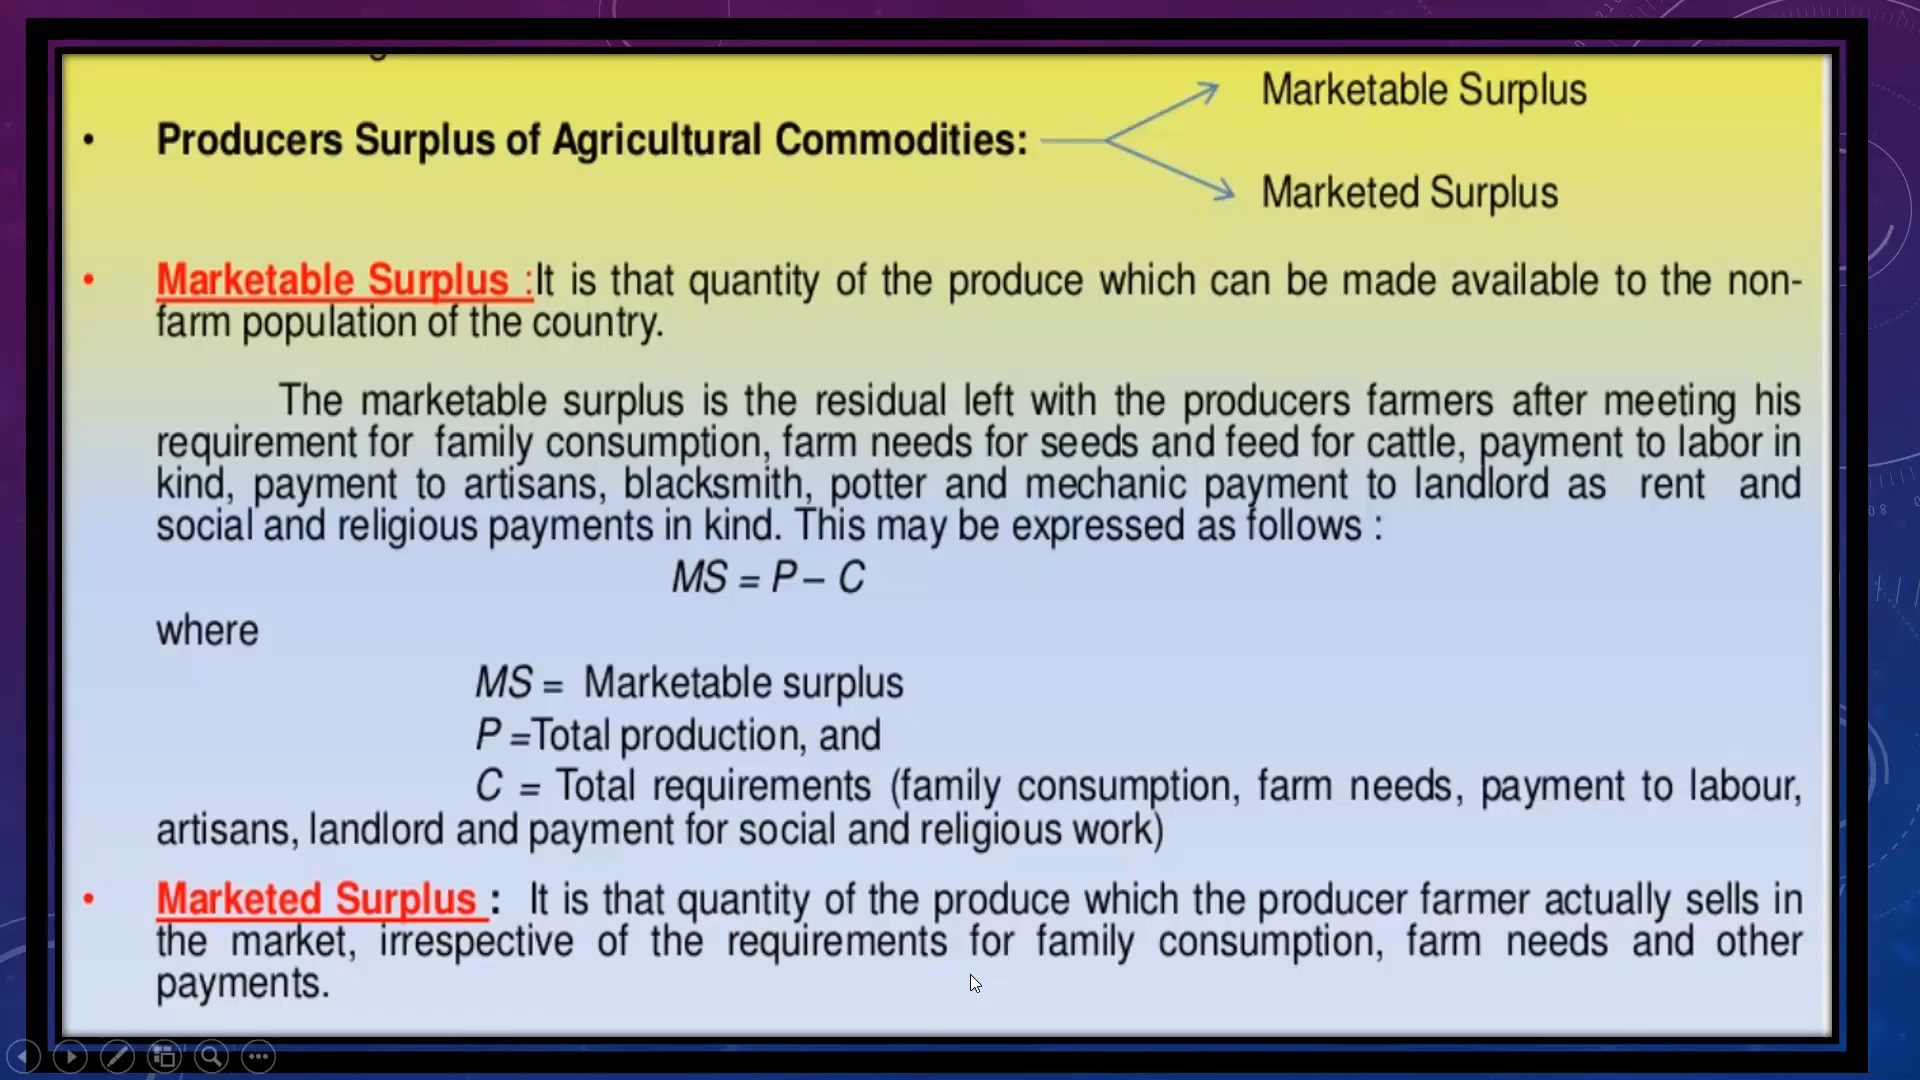 Marketable Surplus
• Producers Surplus of Agricultural Commodities:
Marketed Surplus
• Marketable Surplus :It is that quantity of the produce which can be made available to the non-
farm population of the country.
The marketable surplus is the residual left with the producers farmers after meeting his
requirement for family consumption, farm needs for seeds and feed for cattle, payment to labor in
kind, payment to artisans, blacksmith, potter and mechanic payment to landlord as rent and
social and religious payments in kind. This may be expressed as follows :
MS = P – C
where
MS = Marketable surplus
P =Total production, and
C = Total requirements (family consumption, farm needs, payment to labour,
artisans, landlord and payment for social and religious work)
• Marketed Surplus : It is that quantity of the produce which the producer farmer actually sells in
the market, irrespective of the requirements for family consumption, farm needs and other
payments.